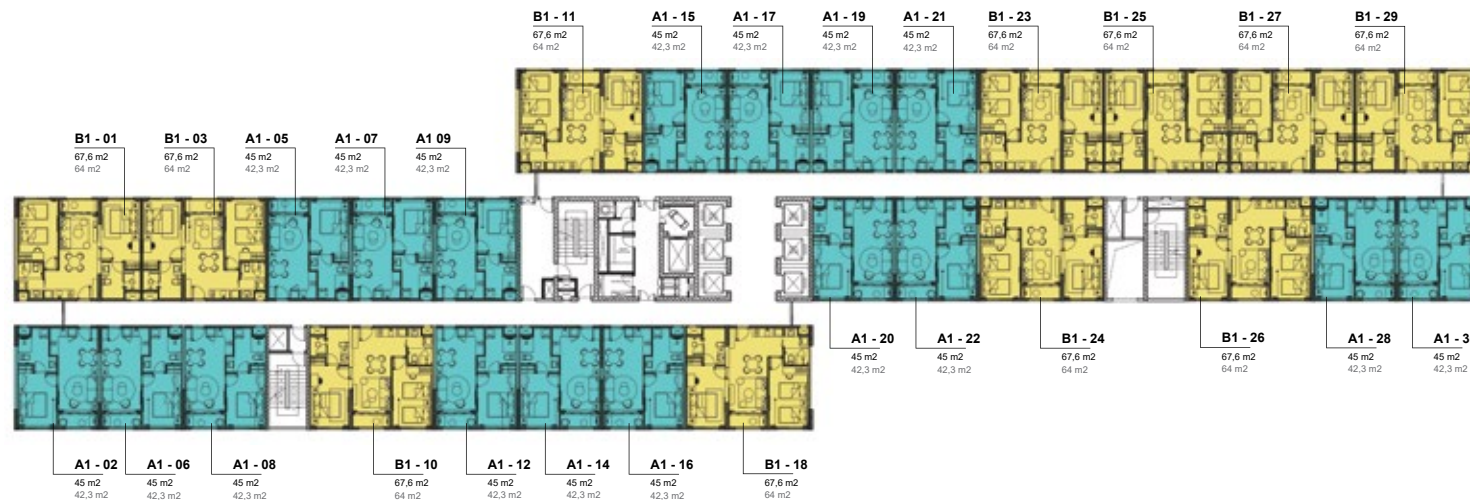 B1 - 11
67,6 m2
64 m2
A1 - 15
45 m2
42,3 m2
A1 - 17
45 m2
42,3 m2
A1 - 19
45 m2
42,3 m2
A1 - 21
45 m2
42,3 m2
B1 - 23
67,6 m2
64 m2
B1 - 25
67,6 m2
64 m2
B1 - 27
67,6 m2
64 m2
B1 - 29
67,6 m2
64 m2
B1 - 01
67,6 m2
64 m2
B1 - 03
67,6 m2
64 m2
A1 - 05
45 m2
42,3 m2
A1 - 07
45 m2
42,3 m2
A1 09
45 m2
42,3 m2
A1 - 20
45 m2
42,3 m2
A1 - 22
45 m2
42,3 m2
B1 - 24
67,6 m2
64 m2
B1 - 26
67,6 m2
64 m2
A1 - 28
45 m2
42,3 m2
A1 - 3
45 m2
42,3 m2
A1 - 02
45 m2
42,3 m2
A1 - 06
45 m2
42,3 m2
A1 - 08
45 m2
42,3 m2
B1 - 10
67,6 m2
64 m2
A1 - 12
45 m2
42,3 m2
A1 - 14
45 m2
42,3 m2
A1 - 16
45 m2
42,3 m2
B1 - 18
67,6 m2
64 m2